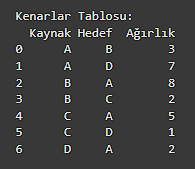 Kenarlar Tablosu:
Kaynak Hedef Ağırlık
0 A B 3
1 A D 7
2 B A 8
3 B C 2
4 C A 5
5 C D 1
6 D A 2